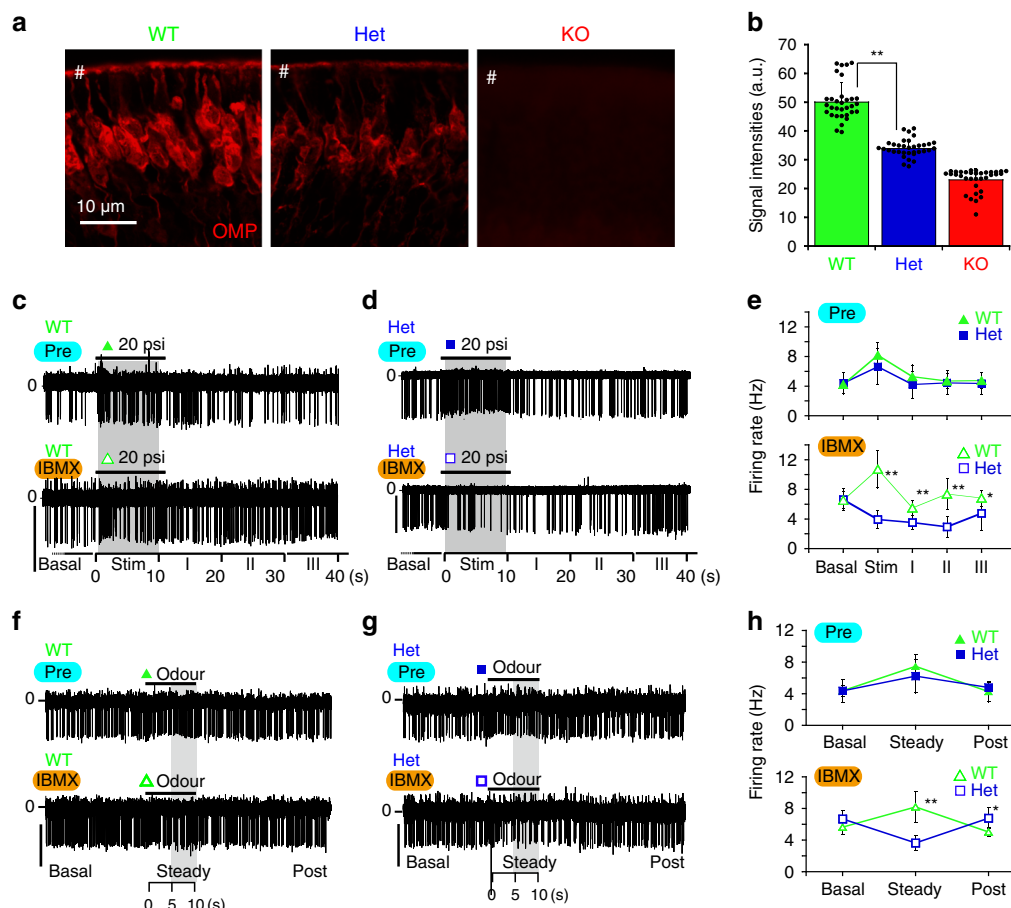 a
WT
Het
KO
#
#
#
10 µm
OMP
b
Signal intensities (a.u.)
70
60
50
40
30
20
10
0
**
WT
Het
KO
c
WT
Pre
20 psi
0
WT
IBMX
20 psi
0
Basal
Stim
I
II
III
0
10
20
30
40 (s)
d
Het
Pre
20 psi
0
Het
IBMX
20 psi
0
Basal
Stim
I
II
III
0
10
20
30
40 (s)
e
Pre
WT
Het
12
8
4
0
IBMX
WT
Het
12
8
4
0
**
**
**
*
Firing rate (Hz)
Basal
Stim
I
II
III
f
WT
Pre
Odour
0
WT
IBMX
Odour
0
Basal
Steady
Post
0
5
10
(s)
g
Het
Pre
Odour
0
Het
IBMX
Odour
0
Basal
Steady
Post
0
5
10
(s)
h
Pre
WT
Het
12
8
4
0
Basal
Steady
Post
IBMX
WT
Het
12
8
4
0
**
*
Firing rate (Hz)
Basal
Steady
Post